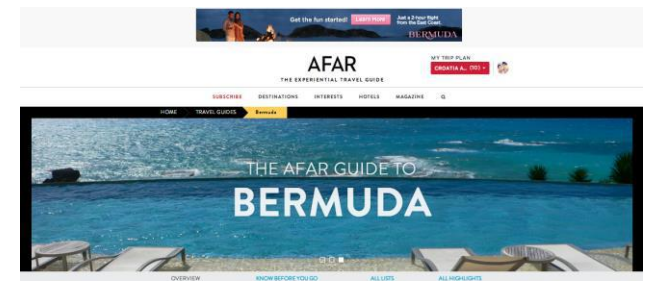 Get the fun started! Learn More Just a 2-hour flight
from the East Coast.
BERMUDA
AFAR
THE EXPERIENTIAL TRAVEL GUIDE
MY TRIP PLAN
CROATIA A...
SUBSCRIBE DESTINATIONS INTERESTS HOTELS MAGAZINE
HOME TRAVEL GUIDES Bermuda
THE AFAR GUIDE TO
BERMUDA
OVERVIEW KNOW BEFORE YOU GO ALL LISTS ALL HIGHLIGHTS